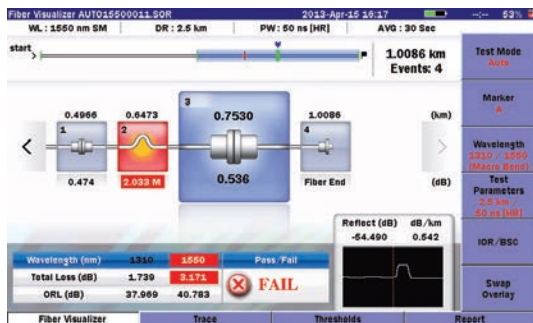 Fiber Visualizer AUTO15500011.SOR 2013-Apr-15 16:17 --:-- 53%
WL : 1550 nm SM DR : 2.5 km PW : 50 ns [HR] AVG : 30 Sec
start
1.0086 km
Events: 4
0.4966 0.6473 3 0.7530 1.0086 (km)
1 2 4
0.474 2.033 M 0.536 Fiber End (dB)
Reflect (dB) dB/km
-54.490 0.542
Wavelength (nm) 1310 1550 Pass/Fail
Total Loss (dB) 1.739 3.171 FAIL
ORL (dB) 37.969 40.783
Test Mode
Auto
Marker
A
Wavelength
1310 / 1550
(Macro Bend)
Test
Parameters
2.5 km /
50 ns [HR]
IOR/BSC
Swap
Overlay
Fiber Visualizer Trace Thresholds Report